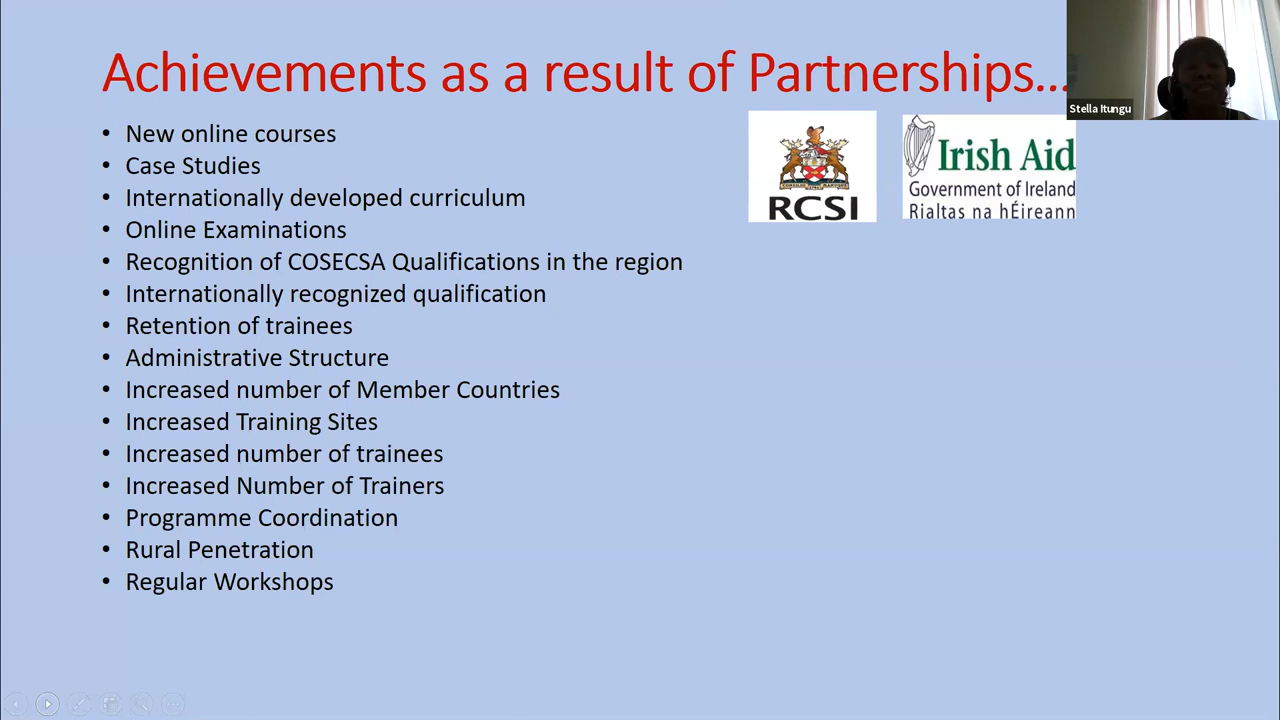 Achievements as a result of Partnerships...
Stella Itungu
• New online courses
• Case Studies
• Internationally developed curriculum
• Online Examinations
• Recognition of COSECSA Qualifications in the region
• Internationally recognized qualification
• Retention of trainees
• Administrative Structure
• Increased number of Member Countries
• Increased Training Sites
• Increased number of trainees
• Increased Number of Trainers
• Programme Coordination
• Rural Penetration
• Regular Workshops
RCSI
Irish Aid
Government of Ireland
Rialtas na hÉireann